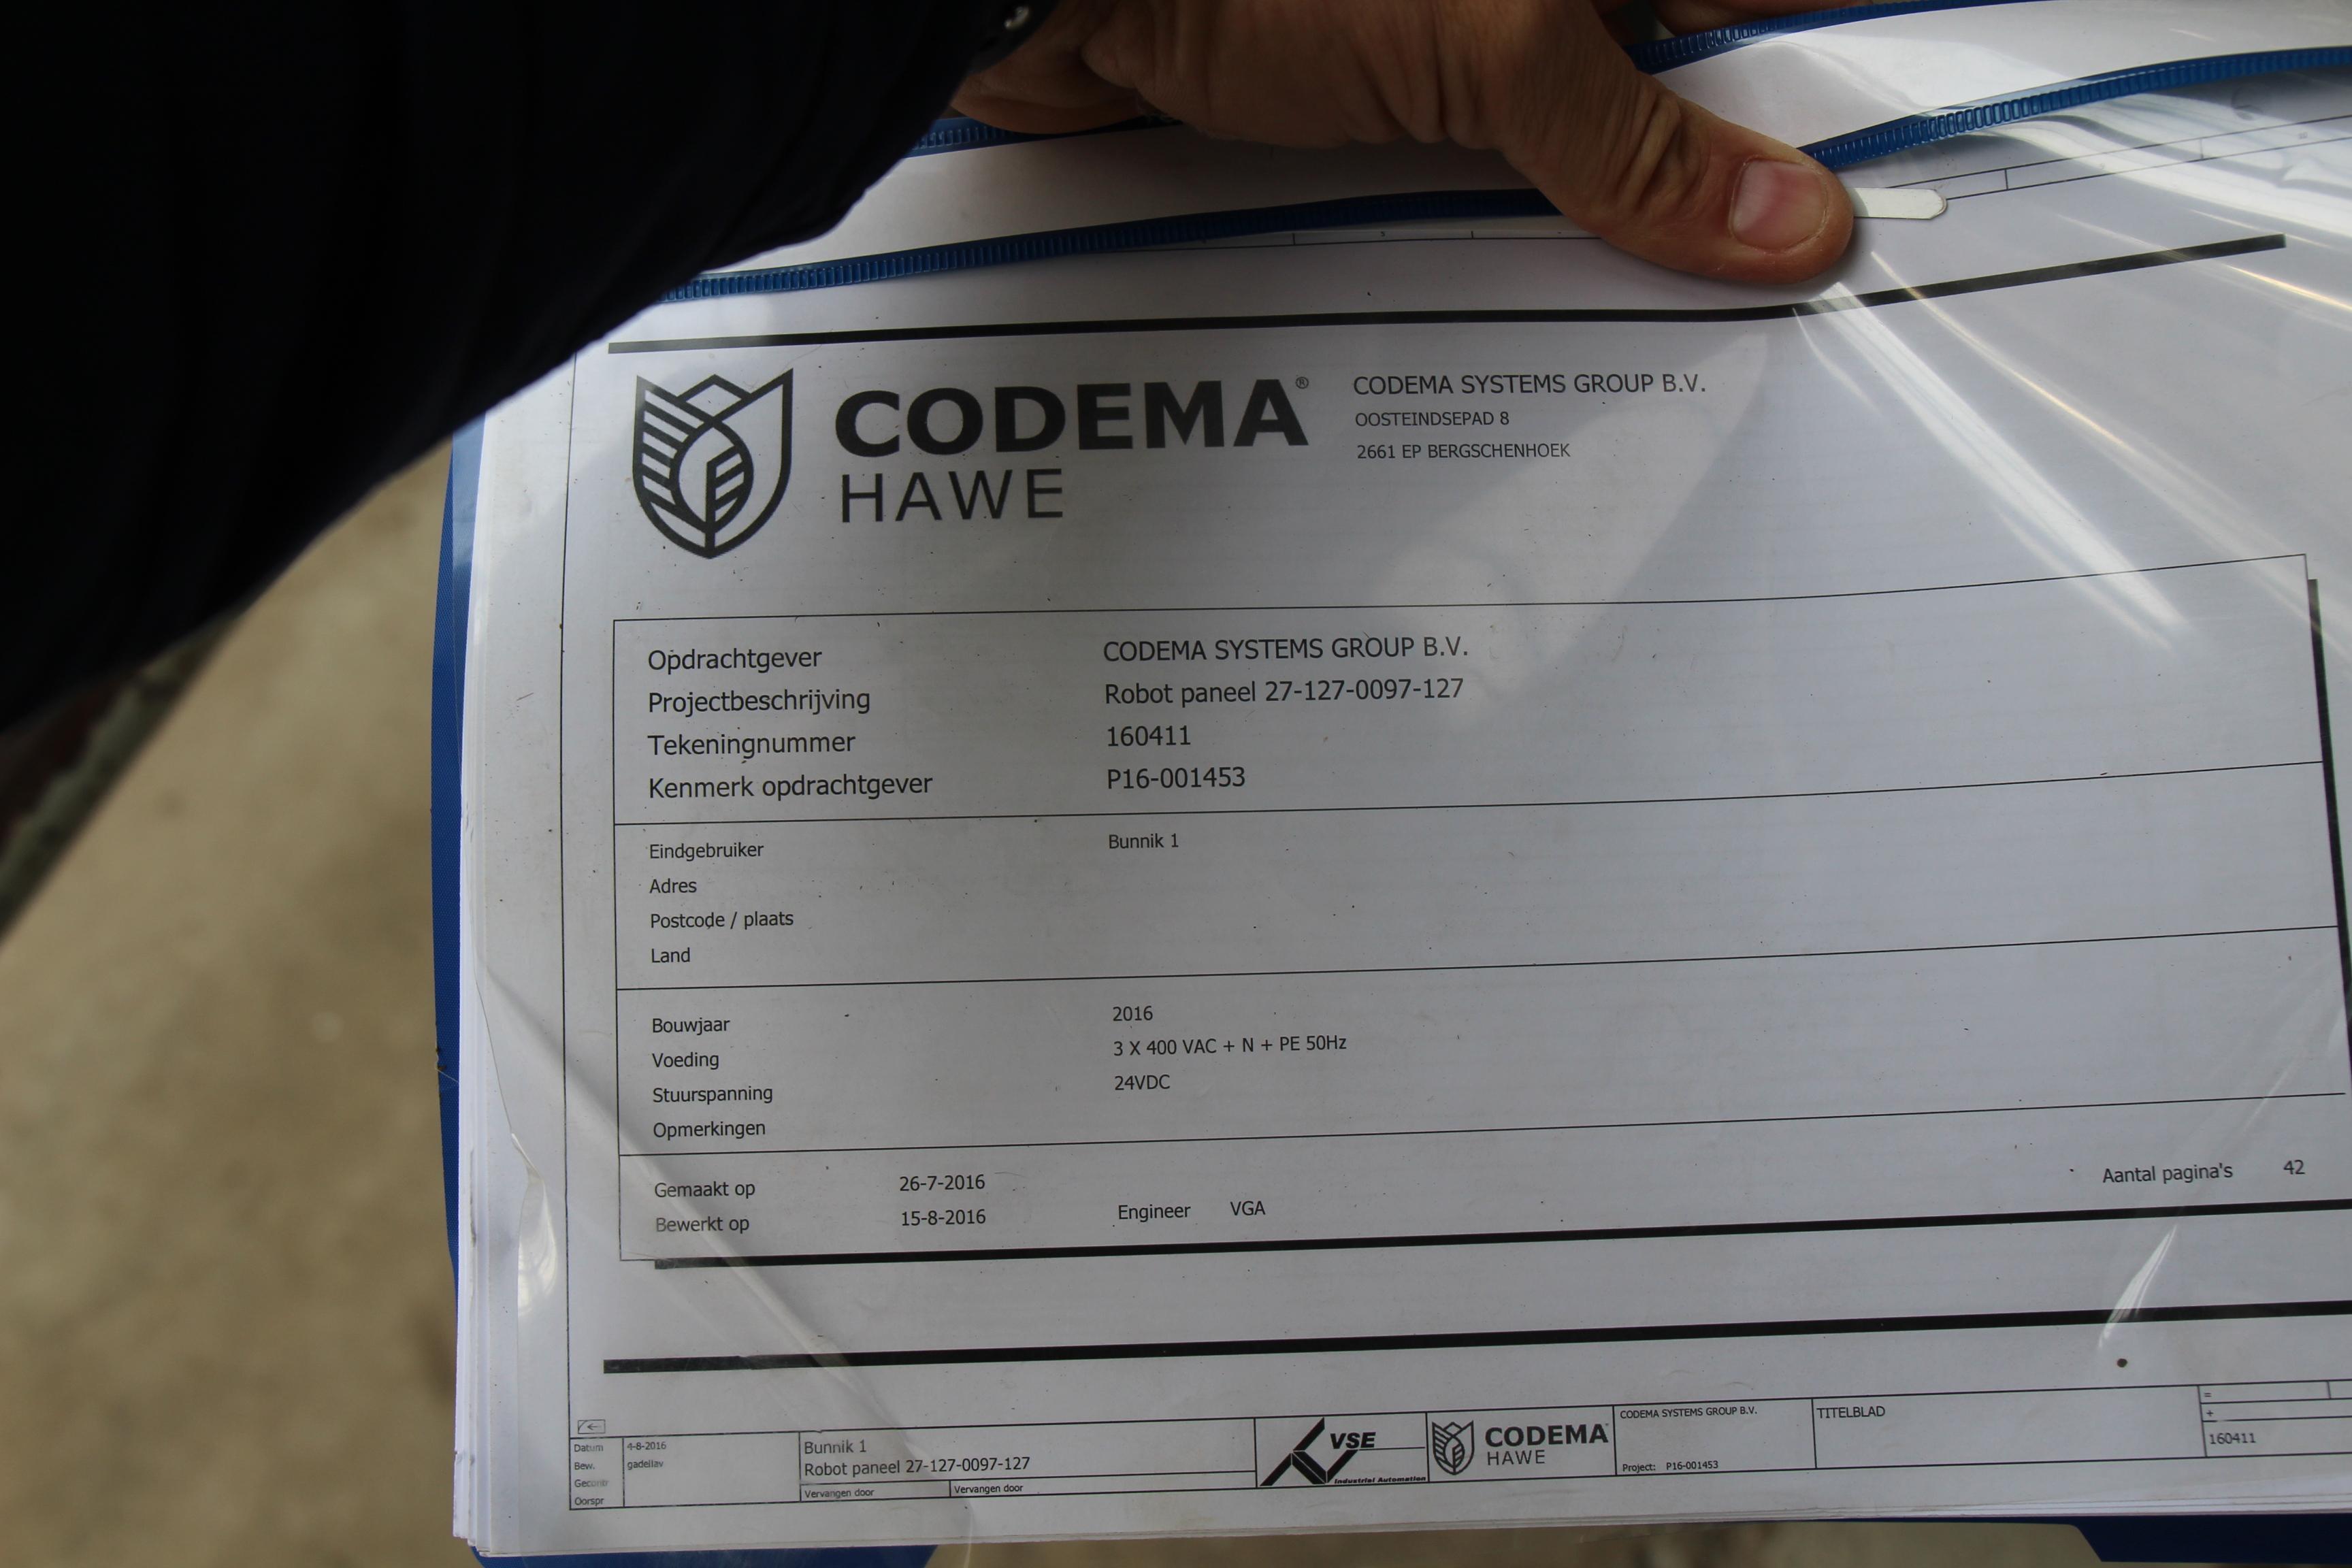 CODEMA®
HAWE
CODEMA SYSTEMS GROUP B.V.
OOSTEINDSEPAD 8
2661 EP BERGSCHENHOEK
Opdrachtgever CODEMA SYSTEMS GROUP B.V.
Projectbeschrijving Robot paneel 27-127-0097-127
Tekeningnummer 160411
Kenmerk opdrachtgever P16-001453
Eindgebruiker Bunnik 1
Adres
Postcode / plaats
Land
Bouwjaar 2016
Voeding 3 X 400 VAC + N + PE 50Hz
Stuurspanning 24VDC
Opmerkingen
Gemaakt op 26-7-2016
Bewerkt op 15-8-2016 Engineer VGA Aantal pagina's 42
Datum 4-8-2016
Bew.
Oorspr
Bunnik 1
Robot paneel 27-127-0097-127
Vervangen door Vervangen door
VSE
Industrial Automation
CODEMA
HAWE
CODEMA SYSTEMS GROUP B.V.
Project: P16-001453
TITELBLAD
=
+
160411